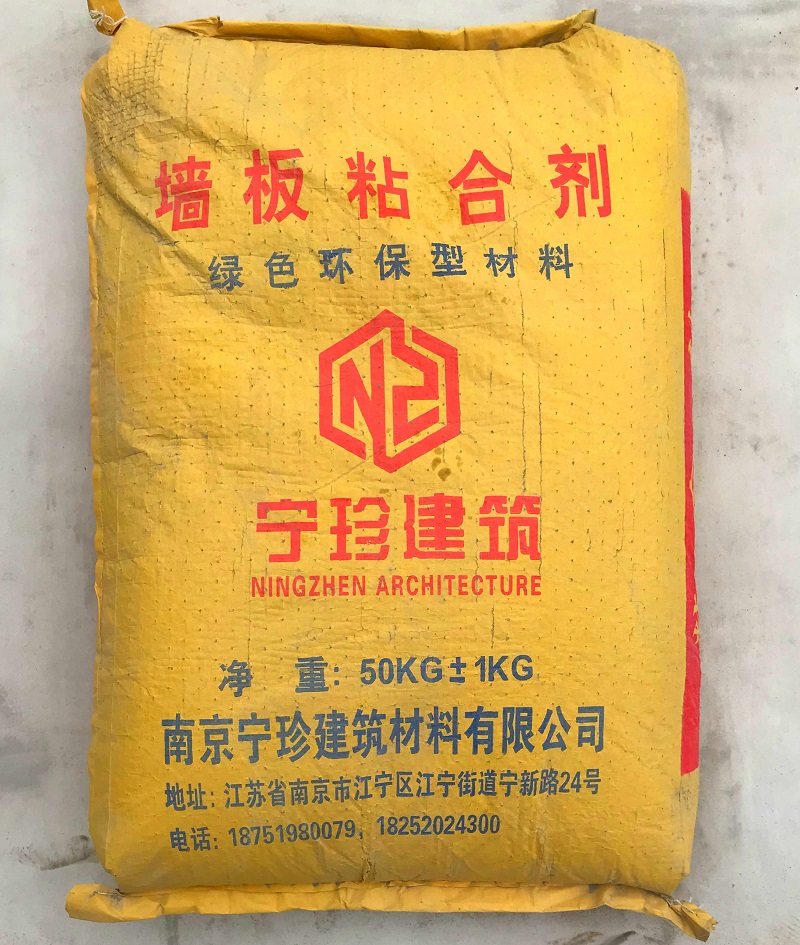 墙板粘合剂
绿色环保型材料
NZ
宁珍建筑
NINGZHEN ARCHITECTURE
净 重：50KG±1KG
南京宁珍建筑材料有限公司
地址：江苏省南京市江宁区江宁街道宁新路24号
电话：18751980079，18252024300